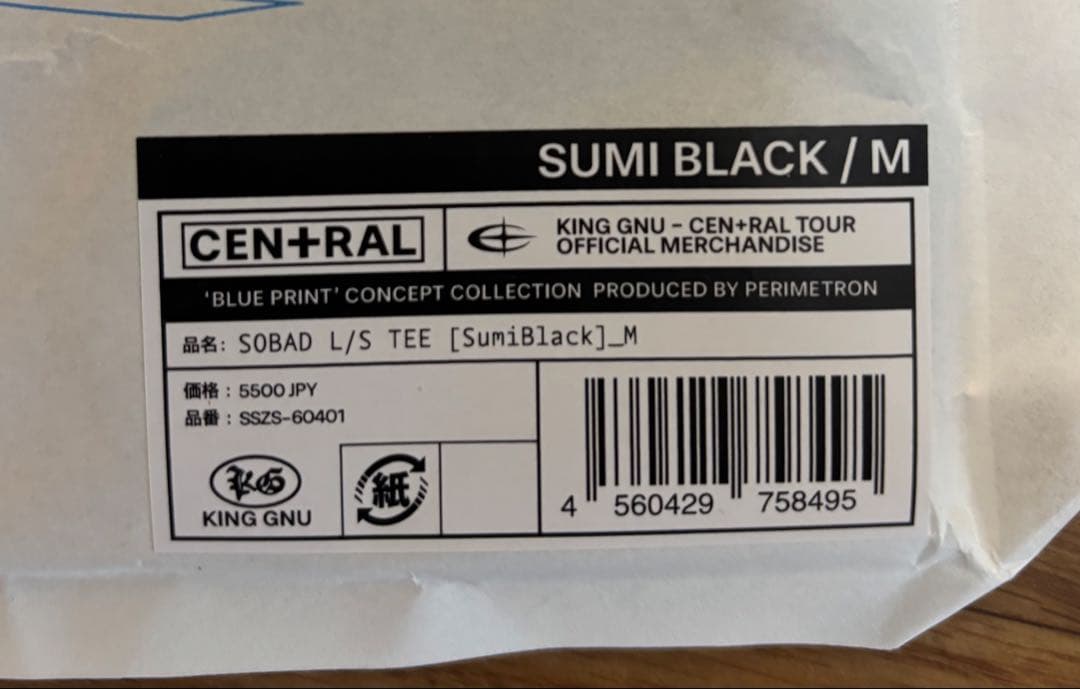 SUMI BLACK / M
CEN+RAL
KING GNU - CEN+RAL TOUR
OFFICIAL MERCHANDISE
'BLUE PRINT' CONCEPT COLLECTION PRODUCED BY PERIMETRON
品名: SOBAD L/S TEE [SumiBlack]_M
価格 : 5500 JPY
品番 : SSZS-60401
KG
KING GNU
紙
4 560429 758495